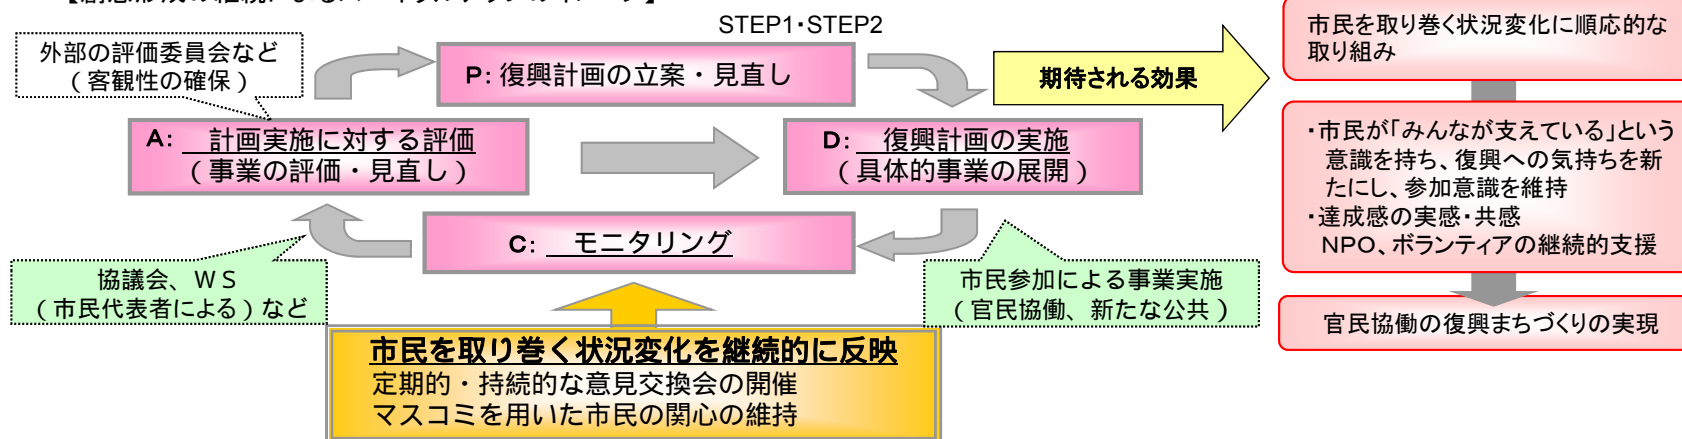 STEP1・STEP2
外部の評価委員会など
（客観性の確保）
P: 復興計画の立案・見直し
期待される効果
A: 計画実施に対する評価
（事業の評価・見直し）
D: 復興計画の実施
（具体的事業の展開）
C: モニタリング
協議会、ＷＳ
（市民代表者による）など
市民参加による事業実施
（官民協働、新たな公共）
市民を取り巻く状況変化を継続的に反映
定期的・持続的な意見交換会の開催
マスコミを用いた市民の関心の維持
市民を取り巻く状況変化に順応的な
取り組み
・市民が「みんなが支えている」という
意識を持ち、復興への気持ちを新
たにし、参加意識を維持
・達成感の実感・共感
NPO、ボランティアの継続的支援
官民協働の復興まちづくりの実現